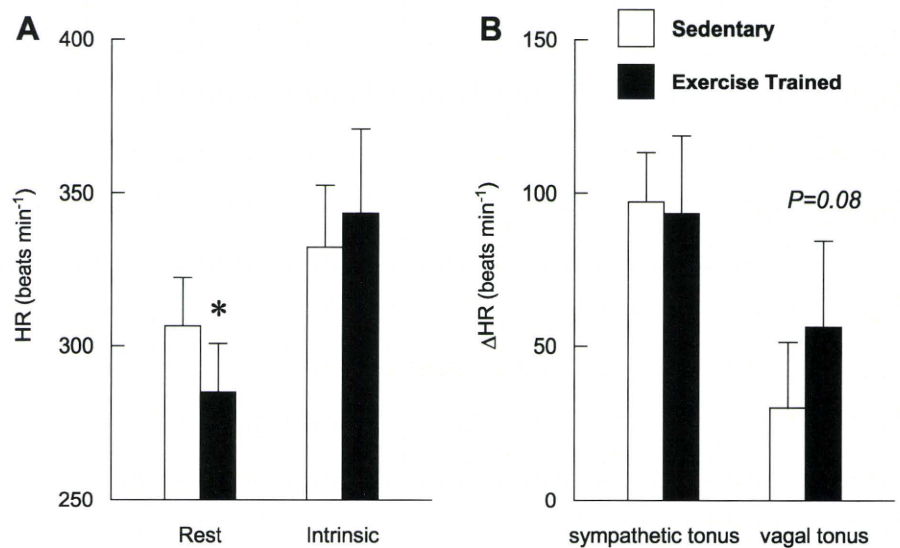 A
400
350
300
250
HR (beats min⁻¹)
*
Rest
Intrinsic
B
Sedentary
Exercise Trained
150
100
50
0
ΔHR (beats min⁻¹)
P=0.08
sympathetic tonus
vagal tonus